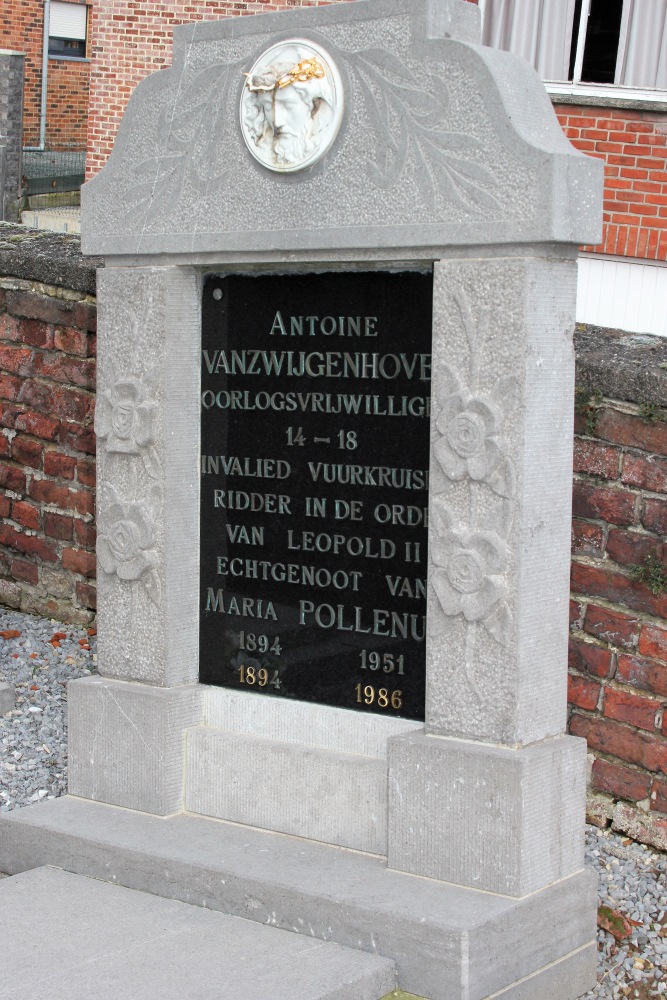 ANTOINE
VANZWIJGENHOVE
OORLOGSVRIJWILLIG
14-18
INVALIED VUURKRUIS
RIDDER IN DE ORDE
VAN LEOPOLD II
ECHTGENOOT VAN
MARIA POLLENU
1894 1951
1894 1986